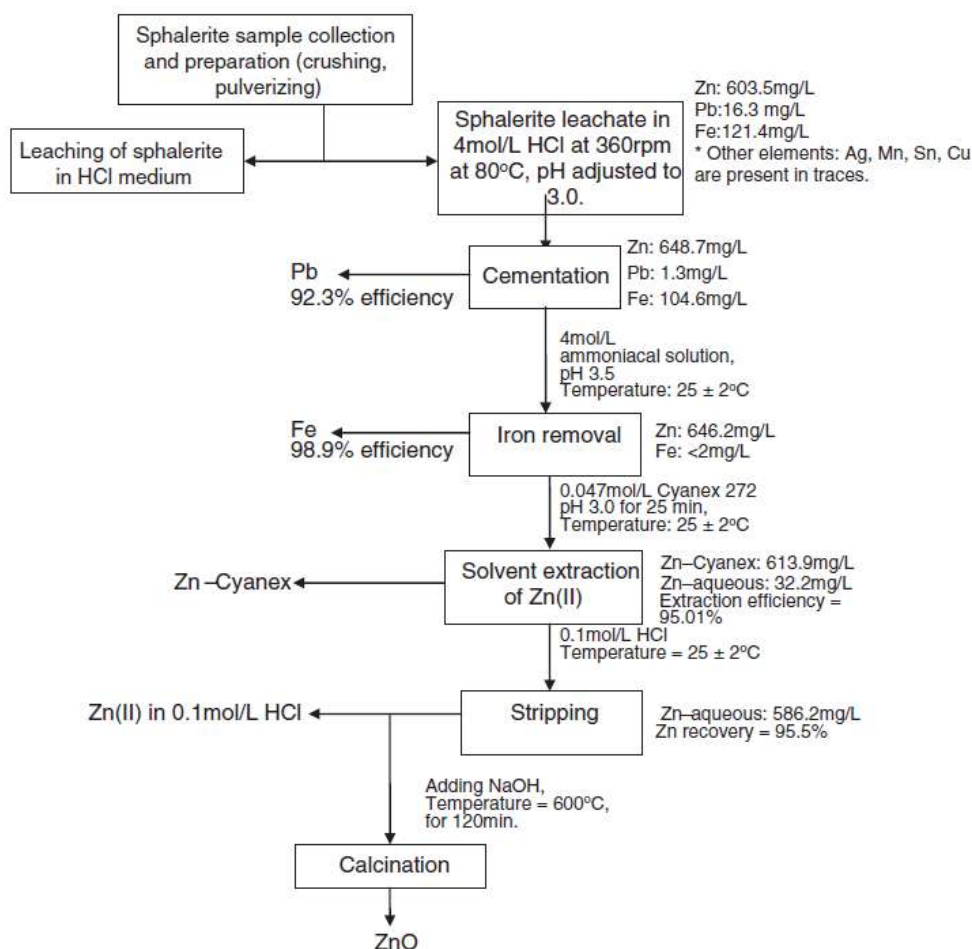 Sphalerite sample collection
and preparation (crushing,
pulverizing)
Leaching of sphalerite
in HCl medium
Sphalerite leachate in
4mol/L HCl at 360rpm
at 80ºC, pH adjusted to
3.0.
Zn: 603.5mg/L
Pb:16.3 mg/L
Fe:121.4mg/L
* Other elements: Ag, Mn, Sn, Cu
are present in traces.
Pb
92.3% efficiency
Cementation
Zn: 648.7mg/L
Pb: 1.3mg/L
Fe: 104.6mg/L
4mol/L
ammoniacal solution,
pH 3.5
Temperature: 25 ± 2ºC
Fe
98.9% efficiency
Iron removal
Zn: 646.2mg/L
Fe: <2mg/L
0.047mol/L Cyanex 272
pH 3.0 for 25 min,
Temperature: 25 ± 2ºC
Zn–Cyanex
Solvent extraction
of Zn(II)
Zn–Cyanex: 613.9mg/L
Zn–aqueous: 32.2mg/L
Extraction efficiency =
95.01%
0.1mol/L HCl
Temperature = 25 ± 2ºC
Zn(II) in 0.1mol/L HCl
Stripping
Zn–aqueous: 586.2mg/L
Zn recovery = 95.5%
Adding NaOH,
Temperature = 600ºC,
for 120min.
Calcination
ZnO